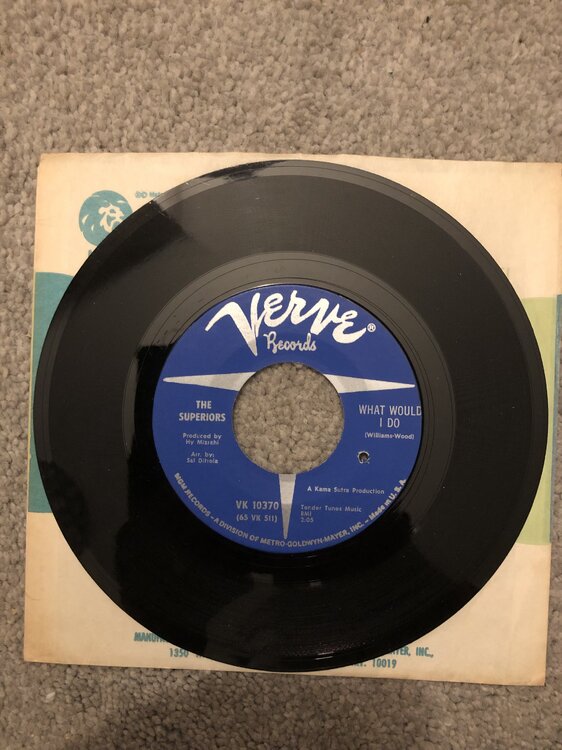 Verve®
Records
THE
SUPERIORS
Produced by
Hy Mizrahi
Arr. by:
Sal DiTroia
WHAT WOULD
I DO
(Williams-Wood)
A Kama Sutra Production
VK 10370
(65 VK 511)
Tender Tunes Music
BMI
2:05
MGM RECORDS – A DIVISION OF METRO-GOLDWYN-MAYER, INC. – Made in U.S.A.
1350
INC.,
10019